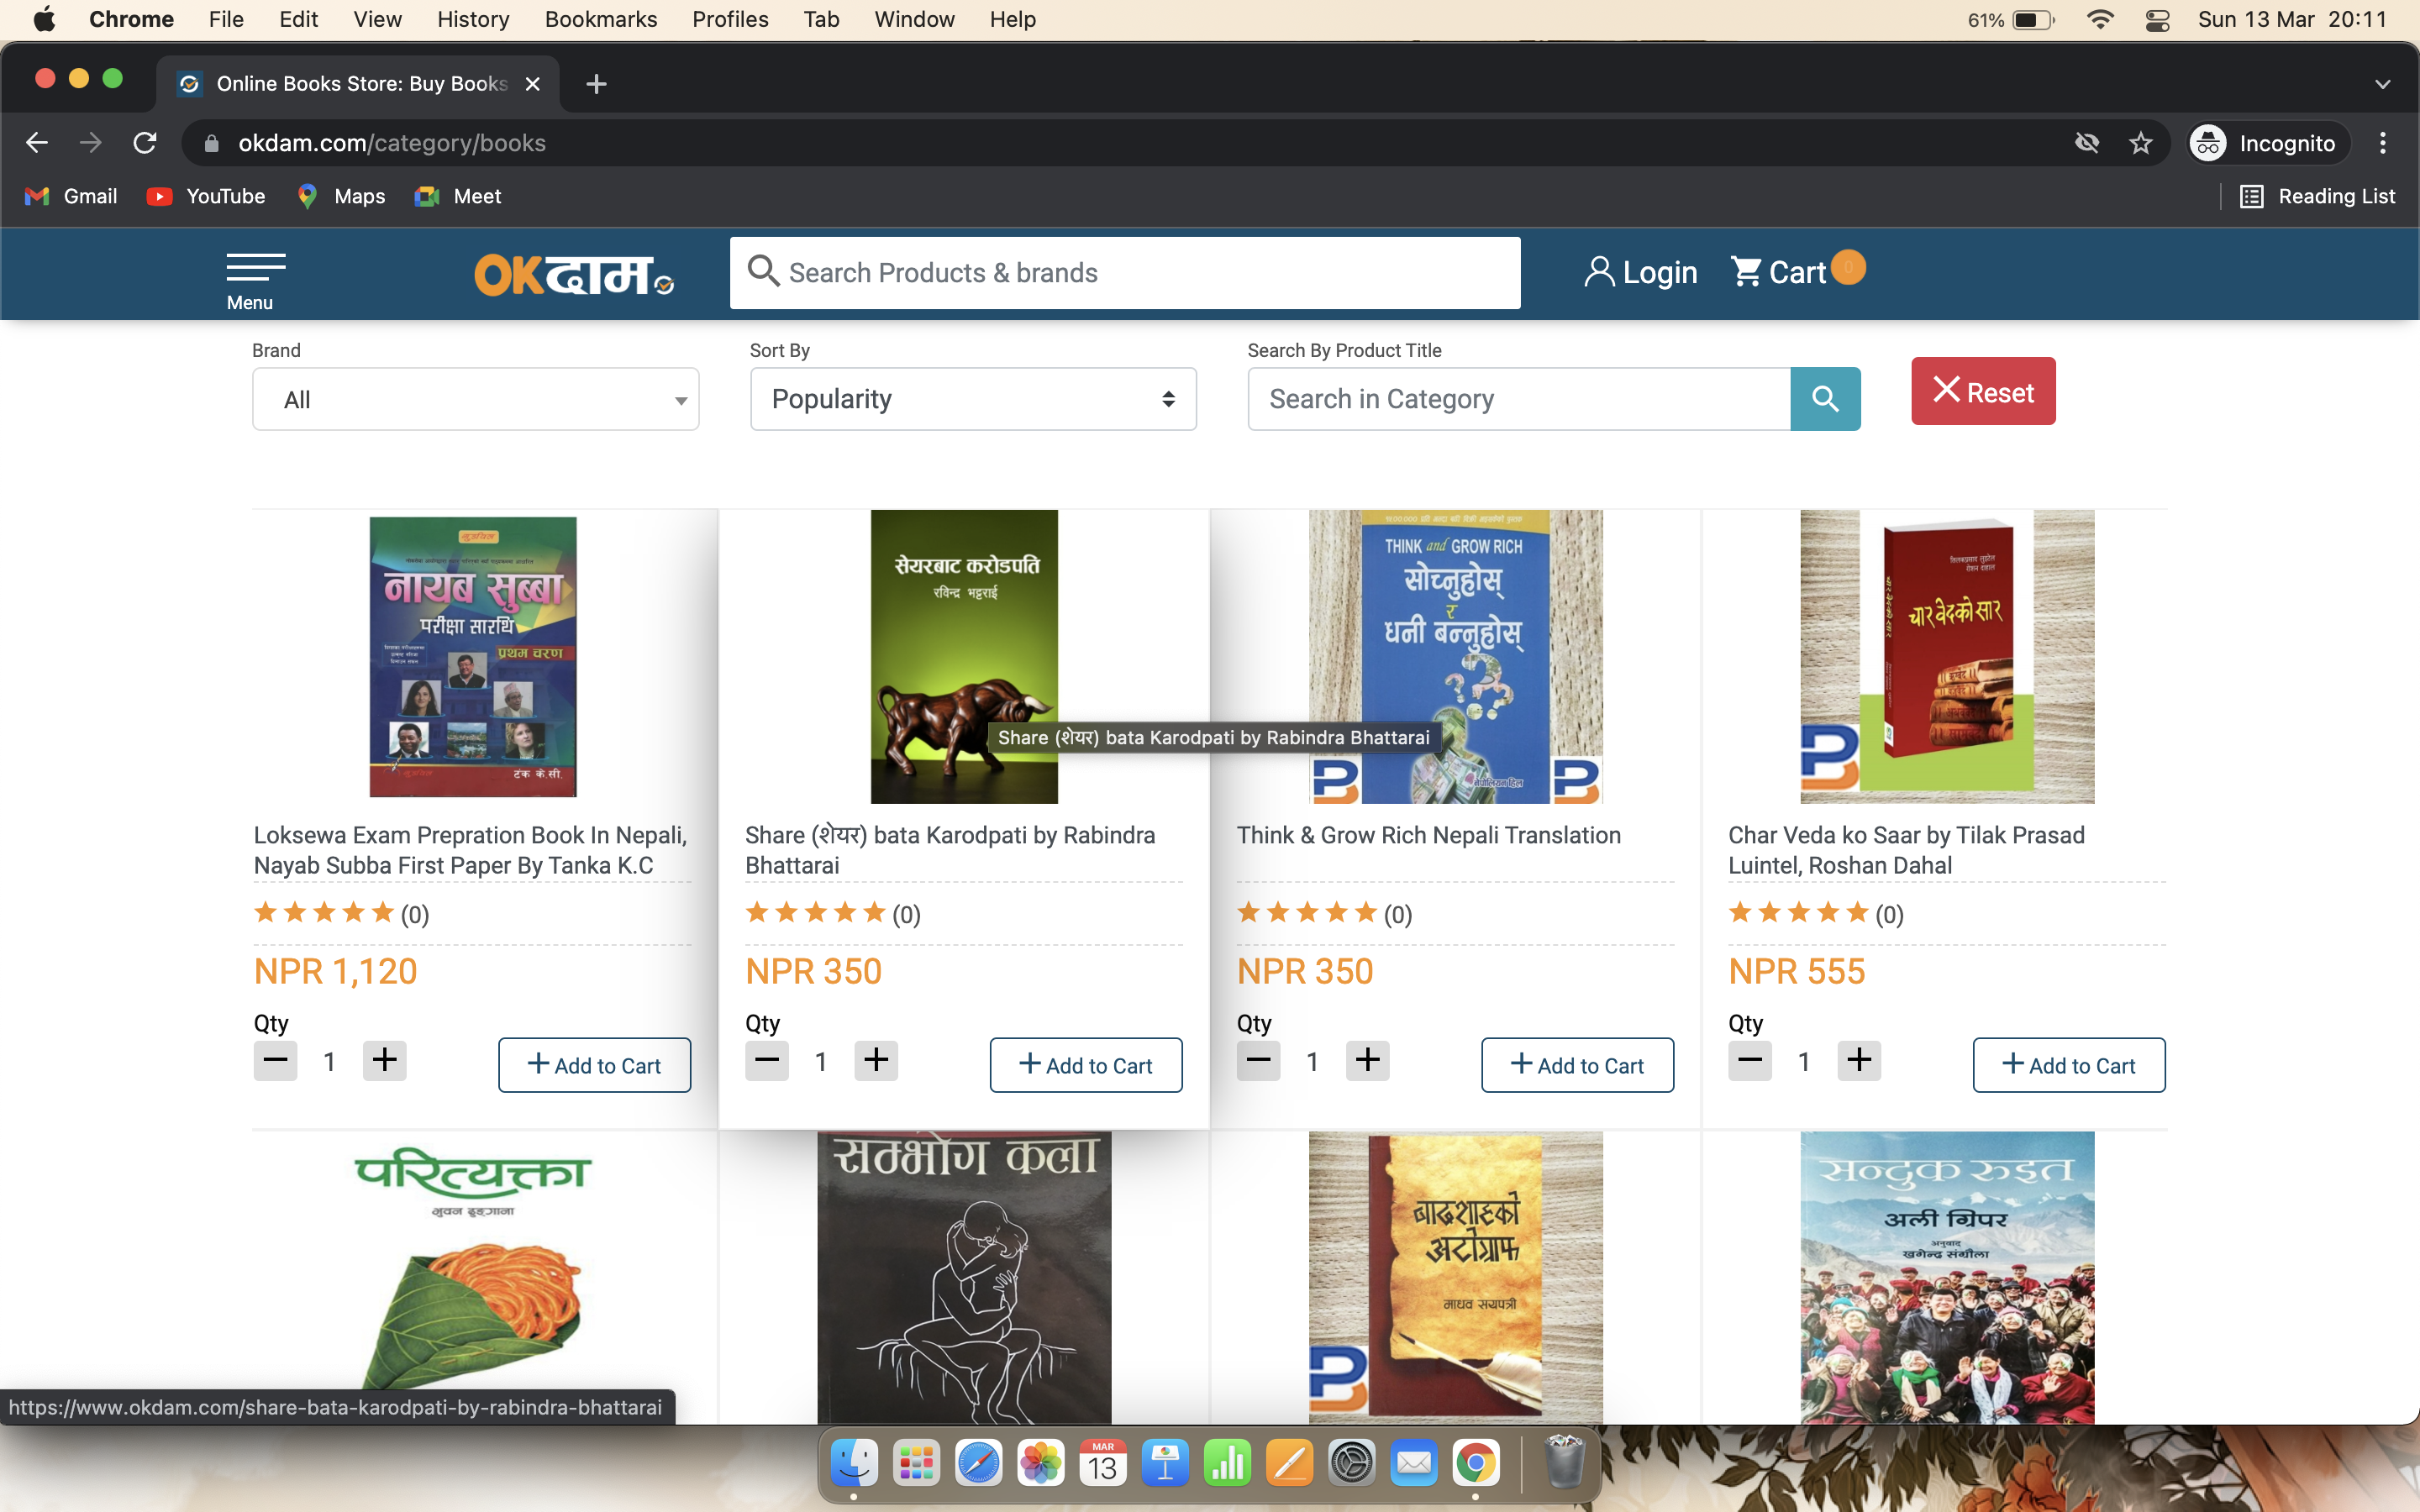 Chrome File Edit View History Bookmarks Profiles Tab Window Help 61% Sun 13 Mar 20:11
Online Books Store: Buy Books
okdam.com/category/books Incognito
Gmail YouTube Maps Meet Reading List
Menu OKदाम Search Products & brands Login Cart 0
Brand Sort By Search By Product Title
All Popularity Search in Category Reset
नायब सुब्बा
परीक्षा सारथि
प्रथम चरण
टंक के.सी.
सेयरबाट करोडपति
रविन्द्र भट्टराई
THINK and GROW RICH
सोच्नुहोस्
र
धनी बन्नुहोस्
चार वेदको सार
Share (शेयर) bata Karodpati by Rabindra Bhattarai
Loksewa Exam Prepration Book In Nepali, Nayab Subba First Paper By Tanka K.C
(0)
NPR 1,120
Qty
1 Add to Cart
Share (शेयर) bata Karodpati by Rabindra Bhattarai
(0)
NPR 350
Qty
1 Add to Cart
Think & Grow Rich Nepali Translation
(0)
NPR 350
Qty
1 Add to Cart
Char Veda ko Saar by Tilak Prasad Luintel, Roshan Dahal
(0)
NPR 555
Qty
1 Add to Cart
परित्यक्ता
भुवन ढुङ्गाना
सम्भोग कला
बादशाहको
अटोग्राफ
माधव सयपत्री
सन्दुक रुइत
अली ग्रिपर
अनुवाद
खगेन्द्र संग्रौला
https://www.okdam.com/share-bata-karodpati-by-rabindra-bhattarai
MAR
13